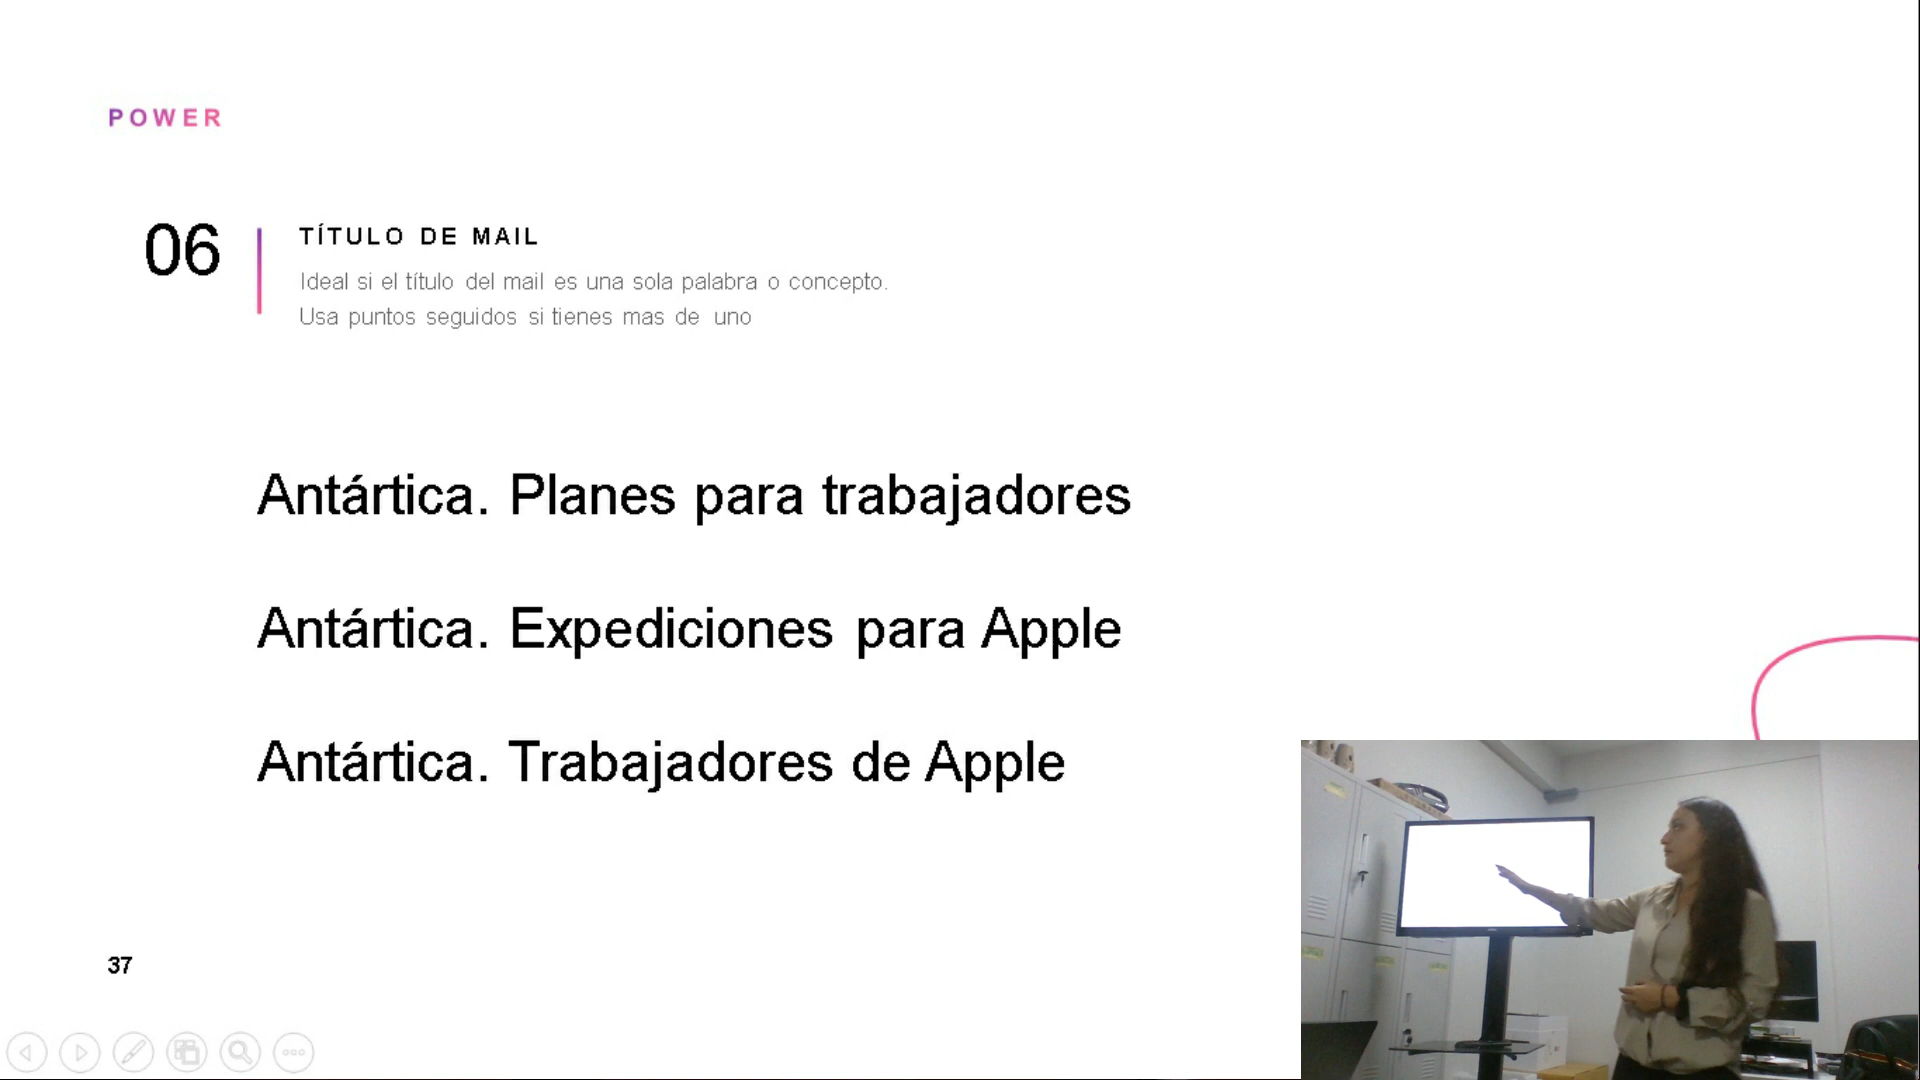 POWER
06
TÍTULO DE MAIL
Ideal si el título del mail es una sola palabra o concepto.
Usa puntos seguidos si tienes mas de uno
Antártica. Planes para trabajadores
Antártica. Expediciones para Apple
Antártica. Trabajadores de Apple
37